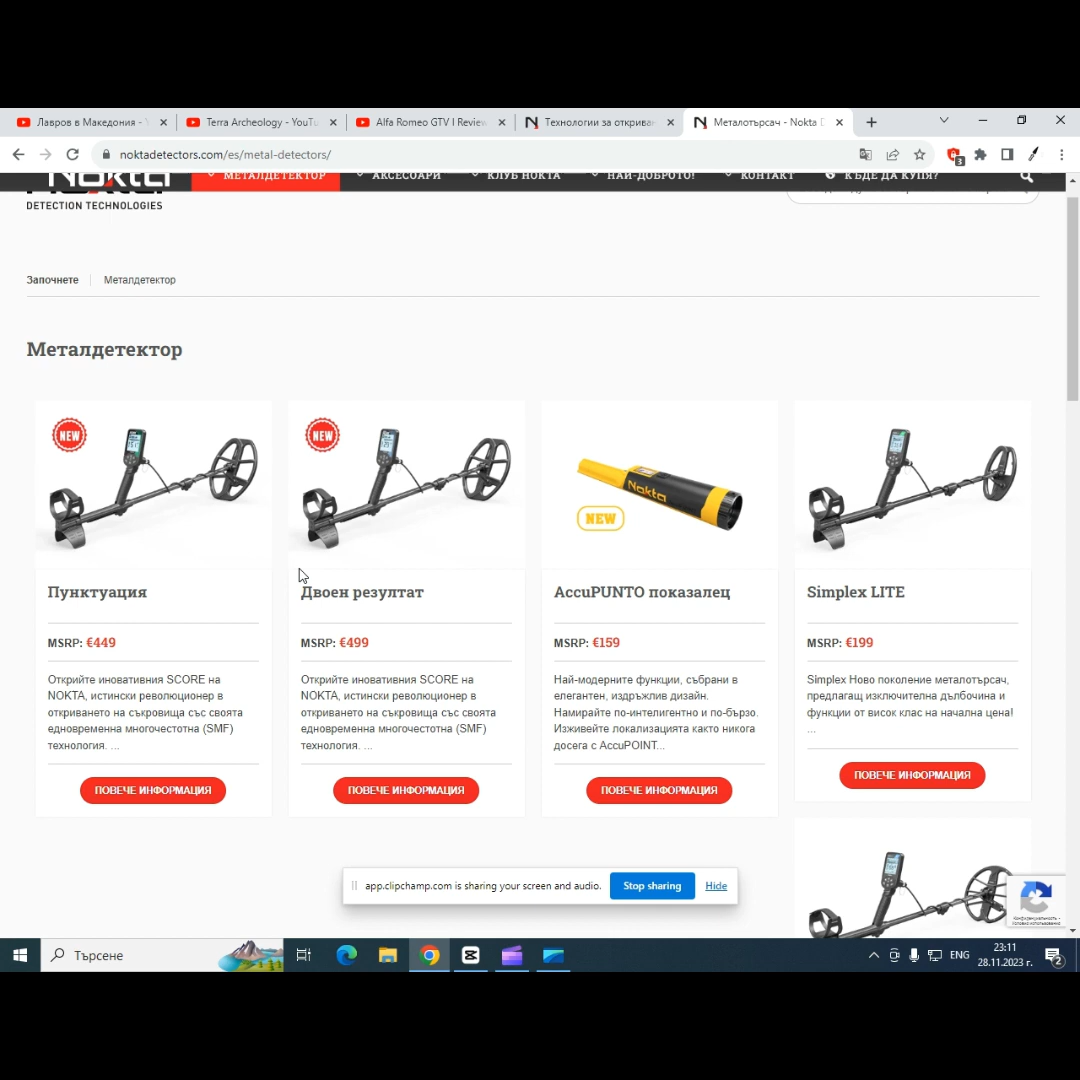 Лавров в Македония -
Terra Archeology - YouTu
Alfa Romeo GTV I Review
Технологии за откриван
Металотърсач - Nokta D
noktadetectors.com/es/metal-detectors/
3
Nokta
МЕТАЛДЕТЕКТОР
АКСЕСОАРИ
КЛУБ НОКТА
НАЙ-ДОБРОТО!
КОНТАКТ
КЪДЕ ДА КУПЯ?
DETECTION TECHNOLOGIES
Започнете
Металдетектор
Металдетектор
NEW
NEW
Nokta
NEW
Пунктуация
Двоен резултат
AccuPUNTO показалец
Simplex LITE
MSRP: €449
MSRP: €499
MSRP: €159
MSRP: €199
Открийте иновативния SCORE на
NOKTA, истински революционер в
откриването на съкровища със своята
едновременна многочестотна (SMF)
технология. ...
Открийте иновативния SCORE на
NOKTA, истински революционер в
откриването на съкровища със своята
едновременна многочестотна (SMF)
технология. ...
Най-модерните функции, събрани в
елегантен, издръжлив дизайн.
Намирайте по-интелигентно и по-бързо.
Изживейте локализацията както никога
досега с AccuPOINT...
Simplex Ново поколение металотърсач,
предлагащ изключителна дълбочина и
функции от висок клас на начална цена!
...
ПОВЕЧЕ ИНФОРМАЦИЯ
ПОВЕЧЕ ИНФОРМАЦИЯ
ПОВЕЧЕ ИНФОРМАЦИЯ
ПОВЕЧЕ ИНФОРМАЦИЯ
app.clipchamp.com is sharing your screen and audio.
Stop sharing
Hide
Търсене
ENG
23:11
28.11.2023 г.
2